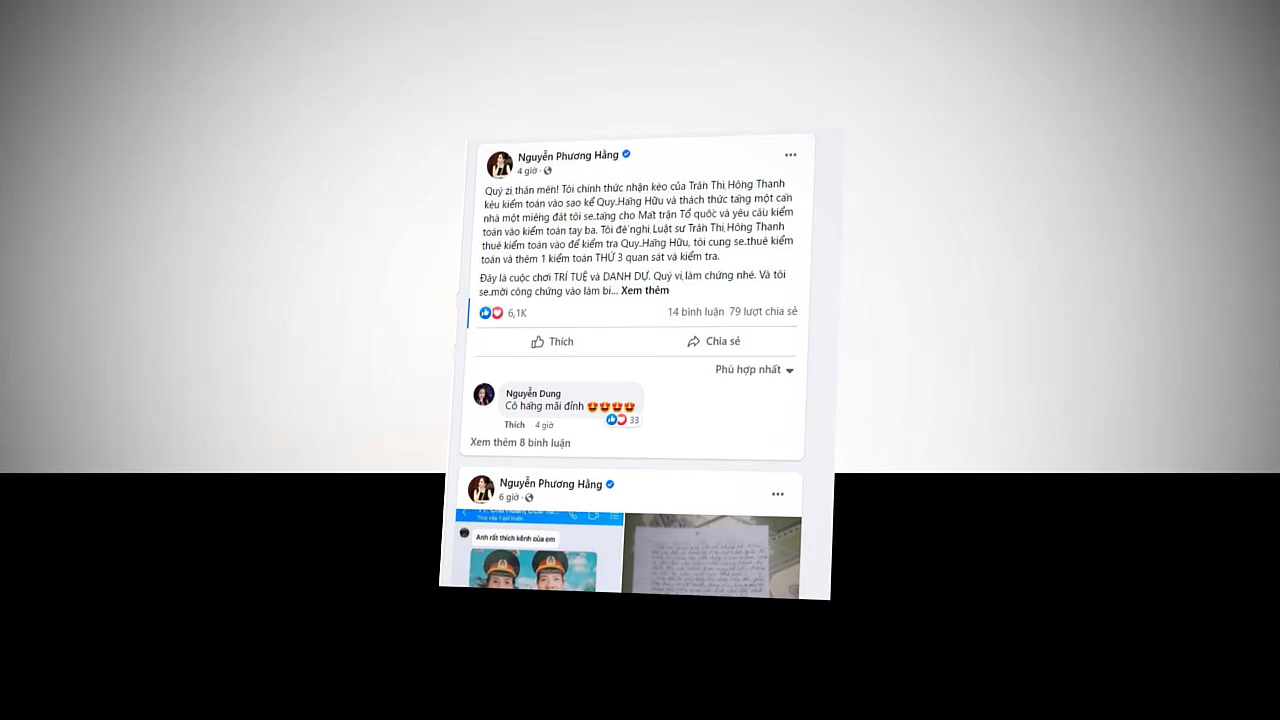 Nguyễn Phương Hằng
4 giờ ·
Quý zị thân mến! Tôi chính thức nhận kèo của Trần Thị Hồng Thanh
kêu kiểm toán vào sao kể Quỹ Hằng Hữu và thách thức tặng một căn
nhà một miếng đất tôi sẽ tặng cho Mặt trận Tổ quốc và yêu cầu kiểm
toán vào kiểm toán tay ba. Tôi đề nghị Luật sư Trần Thị Hồng Thanh
thuê kiểm toán vào để kiểm tra Quỹ Hằng Hữu, tôi cũng sẽ thuê kiểm
toán và thêm 1 kiểm toán THỨ 3 quan sát và kiểm tra.
Đây là cuộc chơi TRÍ TUỆ và DANH DỰ. Quý vị làm chứng nhé. Và tôi
sẽ mời công chứng vào làm bi... Xem thêm
6,1K
14 bình luận 79 lượt chia sẻ
Thích
Chia sẻ
Phù hợp nhất
Nguyễn Dung
Cô hằng mãi đỉnh 🤩🤩🤩🤩
Thích 4 giờ
33
Xem thêm 8 bình luận
Nguyễn Phương Hằng
6 giờ ·
Anh rất thích kênh của em